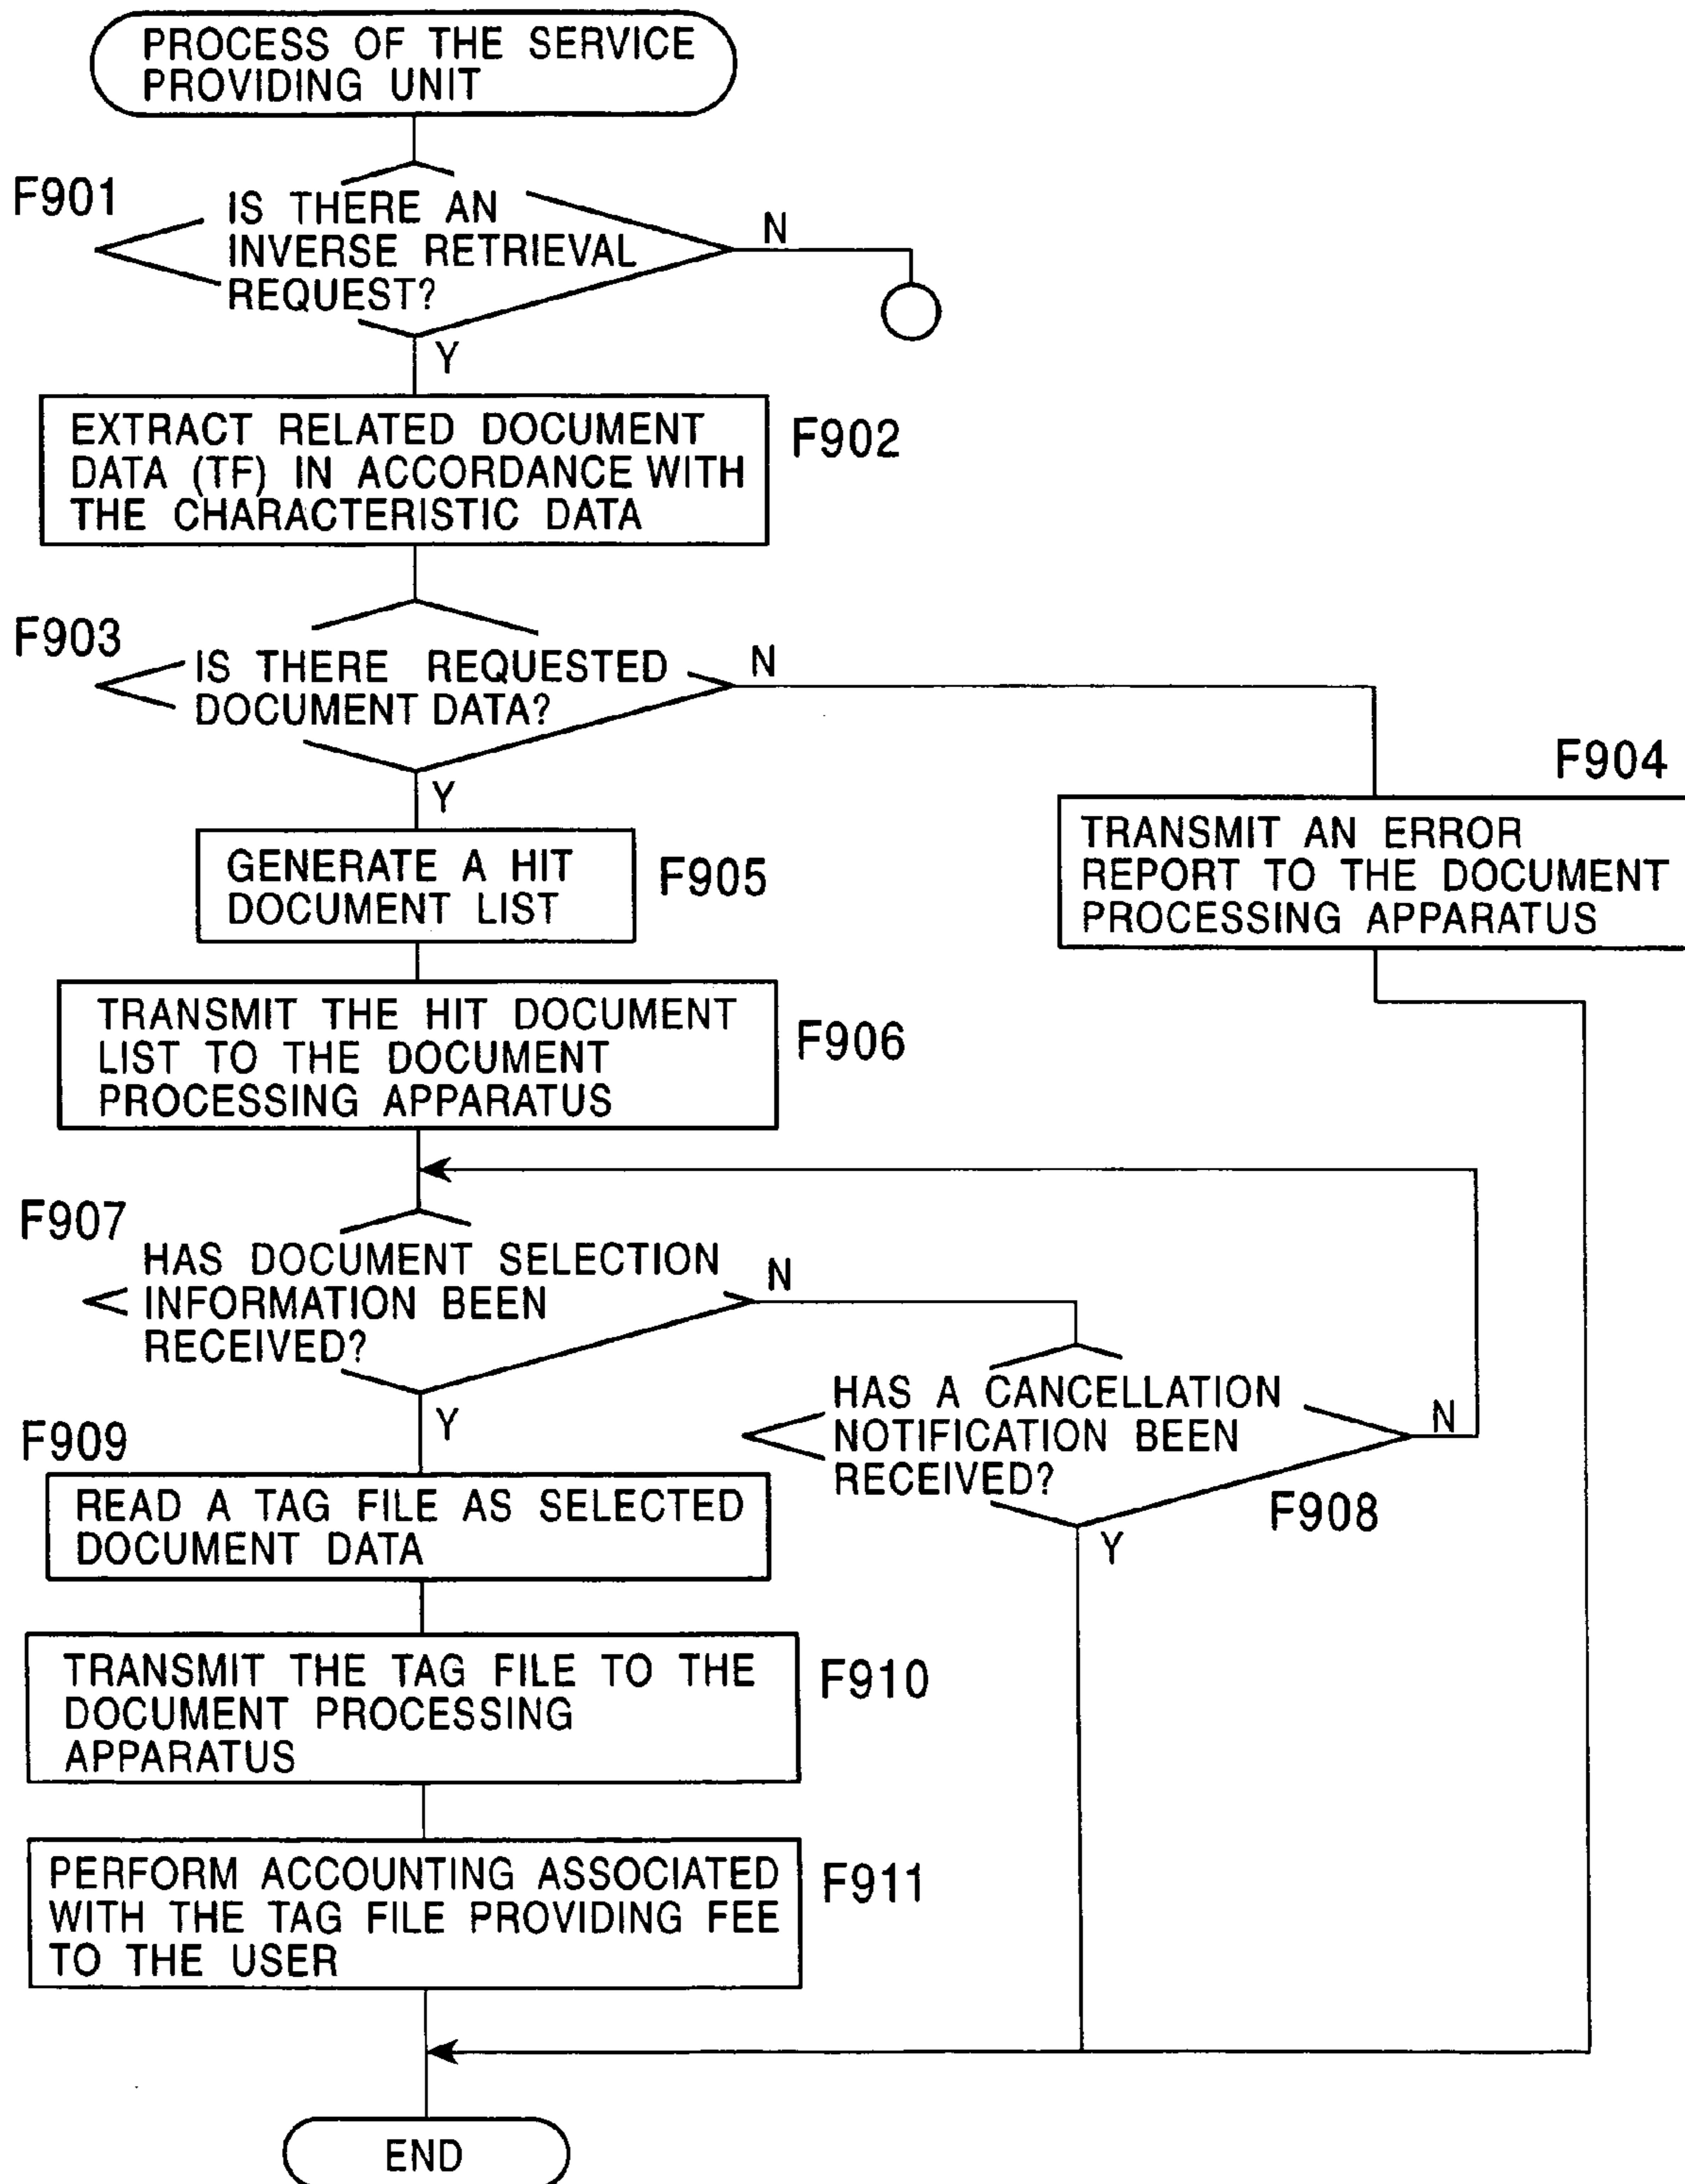 PROCESS OF THE SERVICE
PROVIDING UNIT
F901
IS THERE AN
INVERSE RETRIEVAL
REQUEST?
N
Y
EXTRACT RELATED DOCUMENT
DATA (TF) IN ACCORDANCE WITH
THE CHARACTERISTIC DATA
F902
F903
IS THERE REQUESTED
DOCUMENT DATA?
N
Y
F904
TRANSMIT AN ERROR
REPORT TO THE DOCUMENT
PROCESSING APPARATUS
GENERATE A HIT
DOCUMENT LIST
F905
TRANSMIT THE HIT DOCUMENT
LIST TO THE DOCUMENT
PROCESSING APPARATUS
F906
F907
HAS DOCUMENT SELECTION
INFORMATION BEEN
RECEIVED?
N
Y
HAS A CANCELLATION
NOTIFICATION BEEN
RECEIVED?
N
F908
Y
F909
READ A TAG FILE AS SELECTED
DOCUMENT DATA
TRANSMIT THE TAG FILE TO THE
DOCUMENT PROCESSING
APPARATUS
F910
PERFORM ACCOUNTING ASSOCIATED
WITH THE TAG FILE PROVIDING FEE
TO THE USER
F911
END